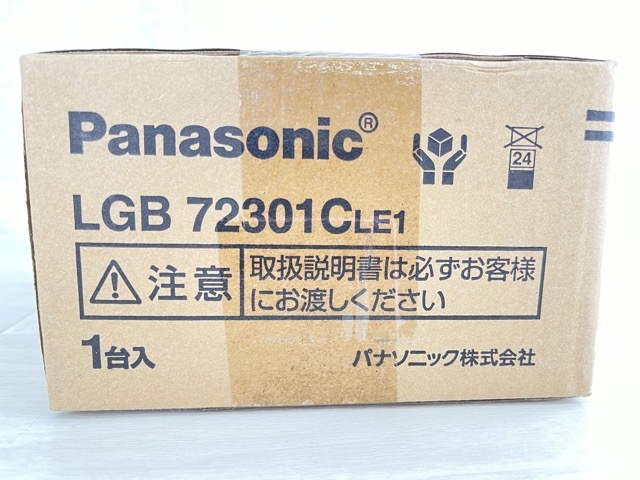 Panasonic®
24
LGB 72301CLE1
注意
取扱説明書は必ずお客様
にお渡しください
1台入
パナソニック株式会社